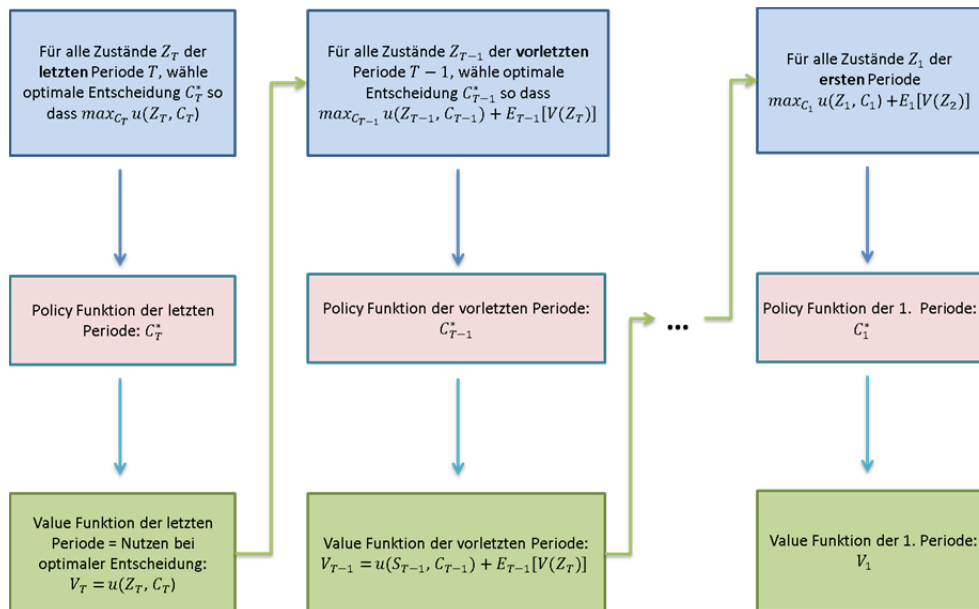 Für alle Zustände Z_T der
letzten Periode T, wähle
optimale Entscheidung C_T^* so
dass max_{C_T} u(Z_T, C_T)
Policy Funktion der letzten
Periode: C_T^*
Value Funktion der letzten
Periode = Nutzen bei
optimaler Entscheidung:
V_T = u(Z_T, C_T)
Für alle Zustände Z_{T−1} der vorletzten
Periode T − 1, wähle optimale
Entscheidung C_{T−1}^* so dass
max_{C_{T−1}} u(Z_{T−1}, C_{T−1}) + E_{T−1}[V(Z_T)]
Policy Funktion der vorletzten Periode:
C_{T−1}^*
Value Funktion der vorletzten Periode:
V_{T−1} = u(S_{T−1}, C_{T−1}) + E_{T−1}[V(Z_T)]
...
Für alle Zustände Z_1 der
ersten Periode
max_{C_1} u(Z_1, C_1) +E_1[V(Z_2)]
Policy Funktion der 1. Periode:
C_1^*
Value Funktion der 1. Periode:
V_1